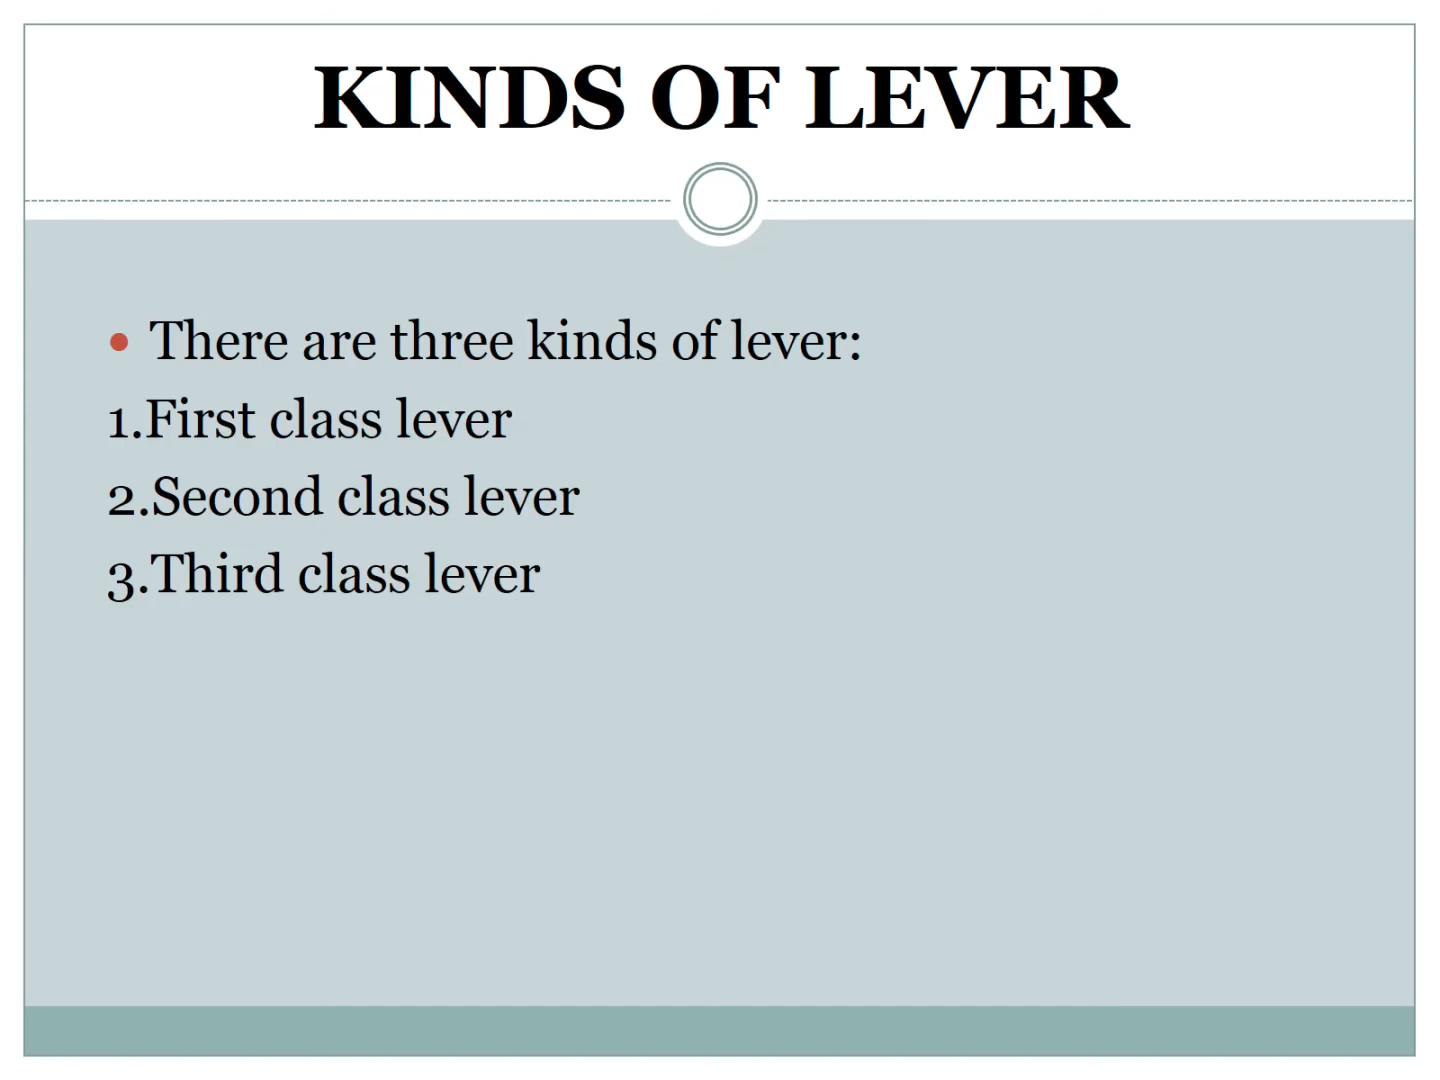 KINDS OF LEVER
• There are three kinds of lever:
1.First class lever
2.Second class lever
3.Third class lever